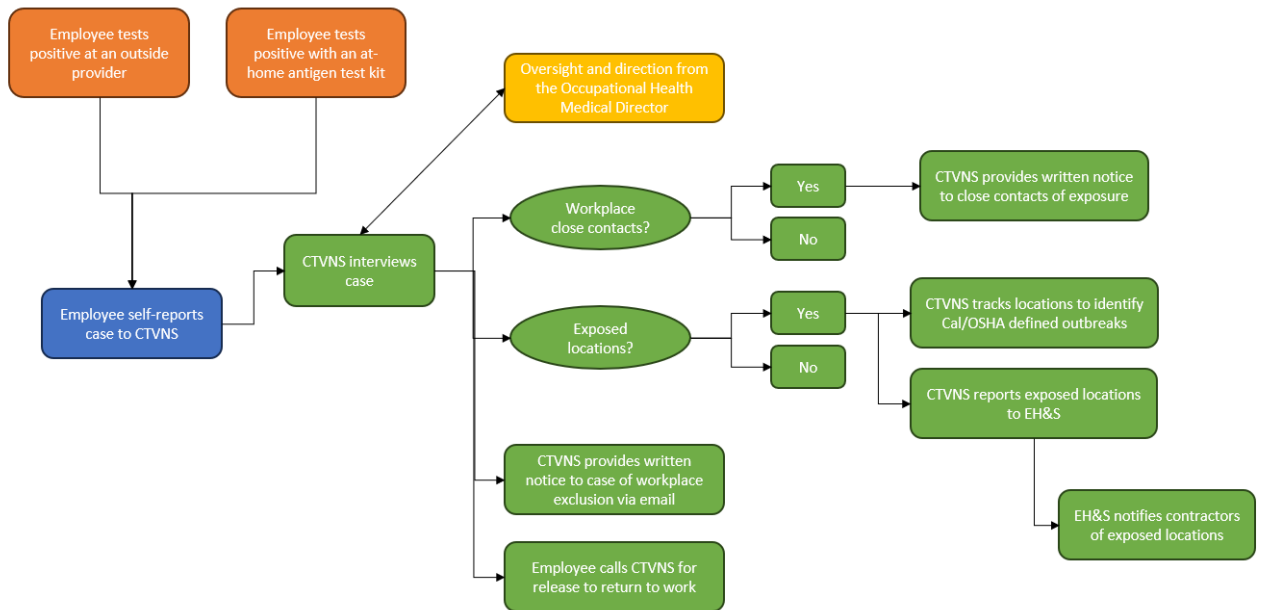 Employee tests
positive at an outside
provider
Employee tests
positive with an at-
home antigen test kit
Oversight and direction from
the Occupational Health
Medical Director
Employee self-reports
case to CTVNS
CTVNS interviews
case
Workplace
close contacts?
Yes
No
CTVNS provides written notice
to close contacts of exposure
Exposed
locations?
Yes
No
CTVNS tracks locations to identify
Cal/OSHA defined outbreaks
CTVNS reports exposed locations
to EH&S
EH&S notifies contractors
of exposed locations
CTVNS provides written
notice to case of workplace
exclusion via email
Employee calls CTVNS for
release to return to work